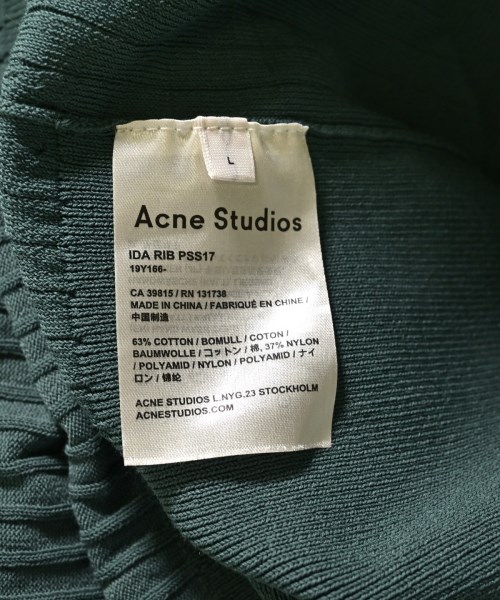 L
Acne Studios
IDA RIB PSS17
19Y166-
CA 39815 / RN 131738
MADE IN CHINA / FABRIQUÉ EN CHINE /
中国制造
63% COTTON / BOMULL / COTON /
BAUMWOLLE / コットン / 棉, 37% NYLON
/ POLYAMID / NYLON / POLYAMID / ナイ
ロン / 锦纶
ACNE STUDIOS L.NYG.23 STOCKHOLM
ACNESTUDIOS.COM